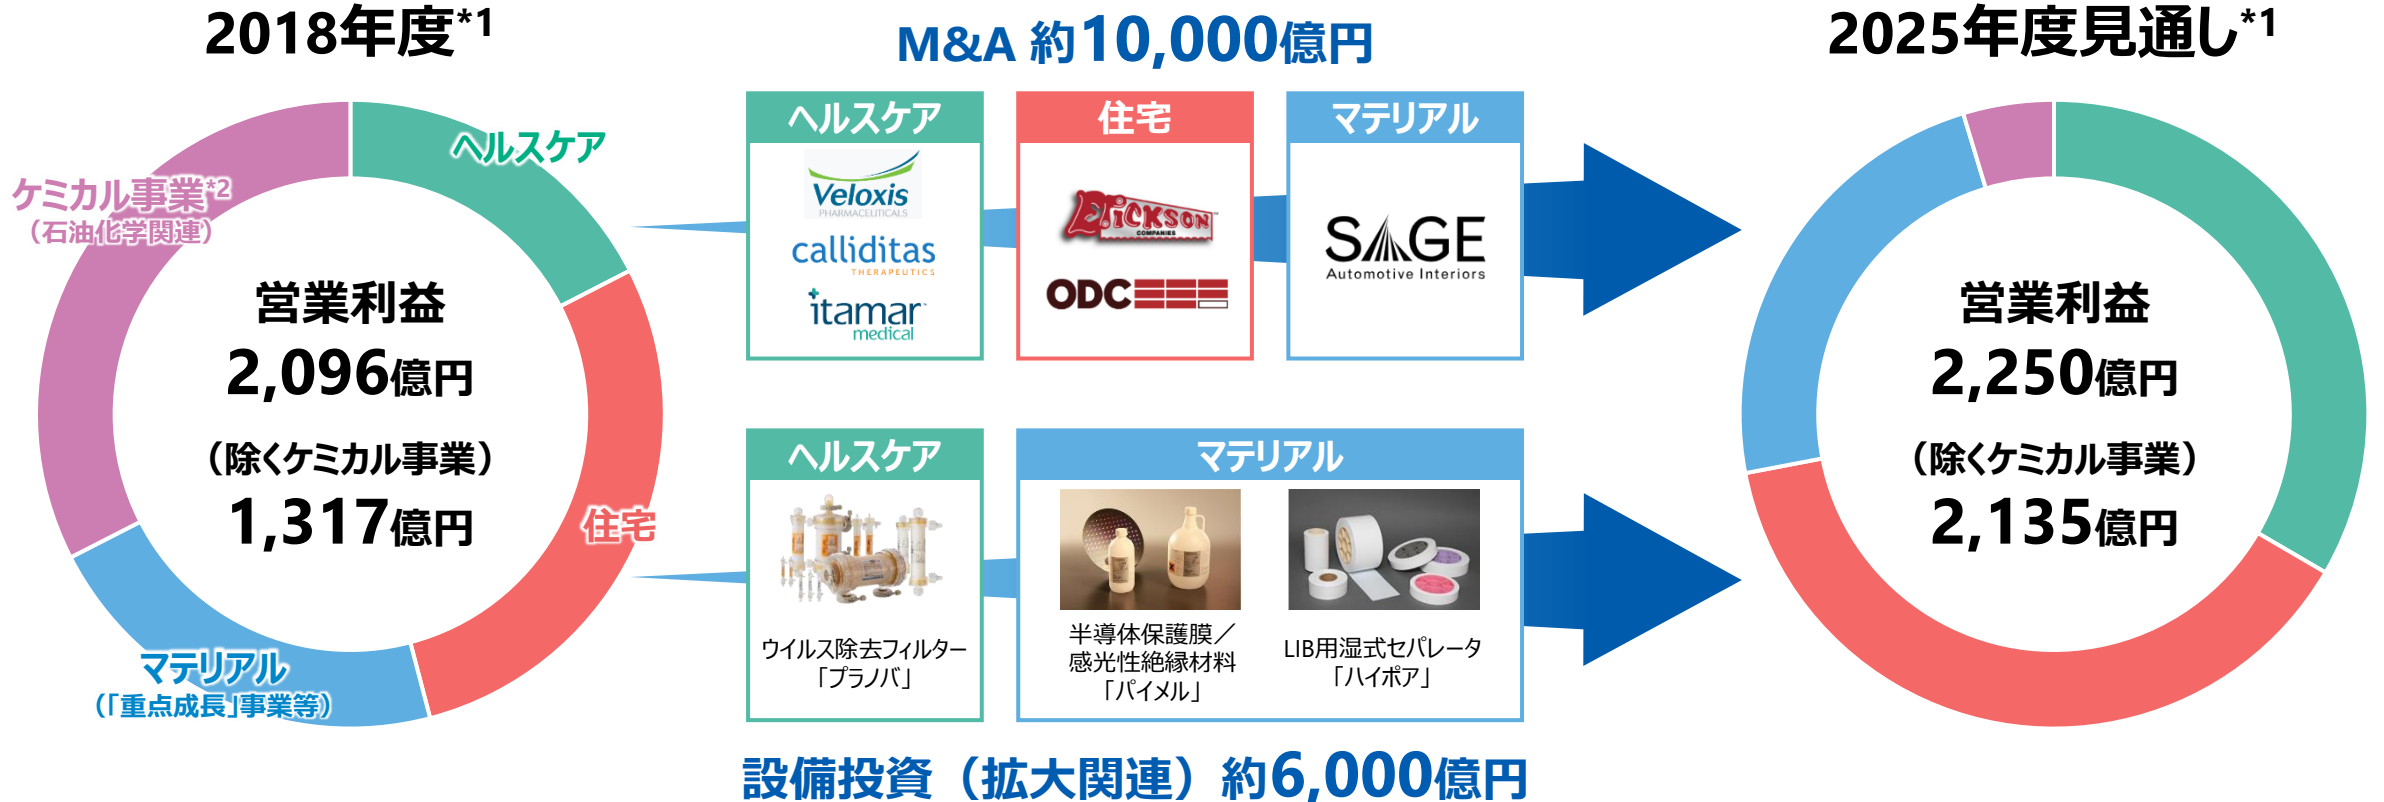 2018年度*1
ヘルスケア
ケミカル事業*2
（石油化学関連）
営業利益
2,096億円
（除くケミカル事業）
1,317億円
住宅
マテリアル
（「重点成長」事業等）
M&A 約10,000億円
ヘルスケア
Veloxis
PHARMACEUTICALS
calliditas
THERAPEUTICS
itamar™
medical
住宅
ERICKSON™
COMPANIES
ODC
マテリアル
SAGE
Automotive Interiors
ヘルスケア
ウイルス除去フィルター
「プラノバ」
マテリアル
半導体保護膜／
感光性絶縁材料
「パイメル」
LIB用湿式セパレータ
「ハイポア」
設備投資（拡大関連）約6,000億円
2025年度見通し*1
営業利益
2,250億円
（除くケミカル事業）
2,135億円